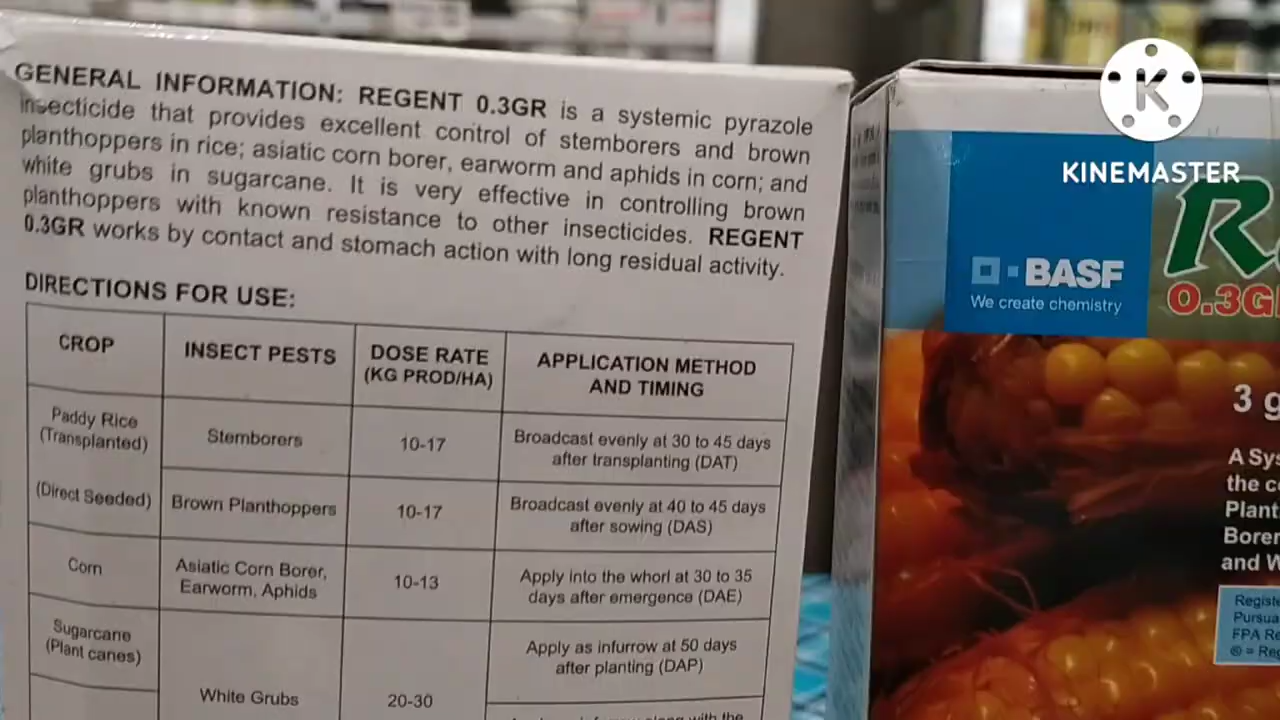 GENERAL INFORMATION: REGENT 0.3GR is a systemic pyrazole
insecticide that provides excellent control of stemborers and brown
planthoppers in rice; asiatic corn borer, earworm and aphids in corn; and
white grubs in sugarcane. It is very effective in controlling brown
planthoppers with known resistance to other insecticides. REGENT
0.3GR works by contact and stomach action with long residual activity.
DIRECTIONS FOR USE:
CROP
INSECT PESTS
DOSE RATE
(KG PROD/HA)
APPLICATION METHOD
AND TIMING
Paddy Rice
(Transplanted)
Stemborers
10-17
Broadcast evenly at 30 to 45 days
after transplanting (DAT)
(Direct Seeded)
Brown Planthoppers
10-17
Broadcast evenly at 40 to 45 days
after sowing (DAS)
Corn
Asiatic Corn Borer,
Earworm, Aphids
10-13
Apply into the whorl at 30 to 35
days after emergence (DAE)
Sugarcane
(Plant canes)
White Grubs
20-30
Apply as infurrow at 50 days
after planting (DAP)
along with the
K
KINEMASTER
BASF
We create chemistry
0.3G
3 g
A Sys
the c
Plant
Borer
and W
Registe
Pursua
FPA Re
® = Reg